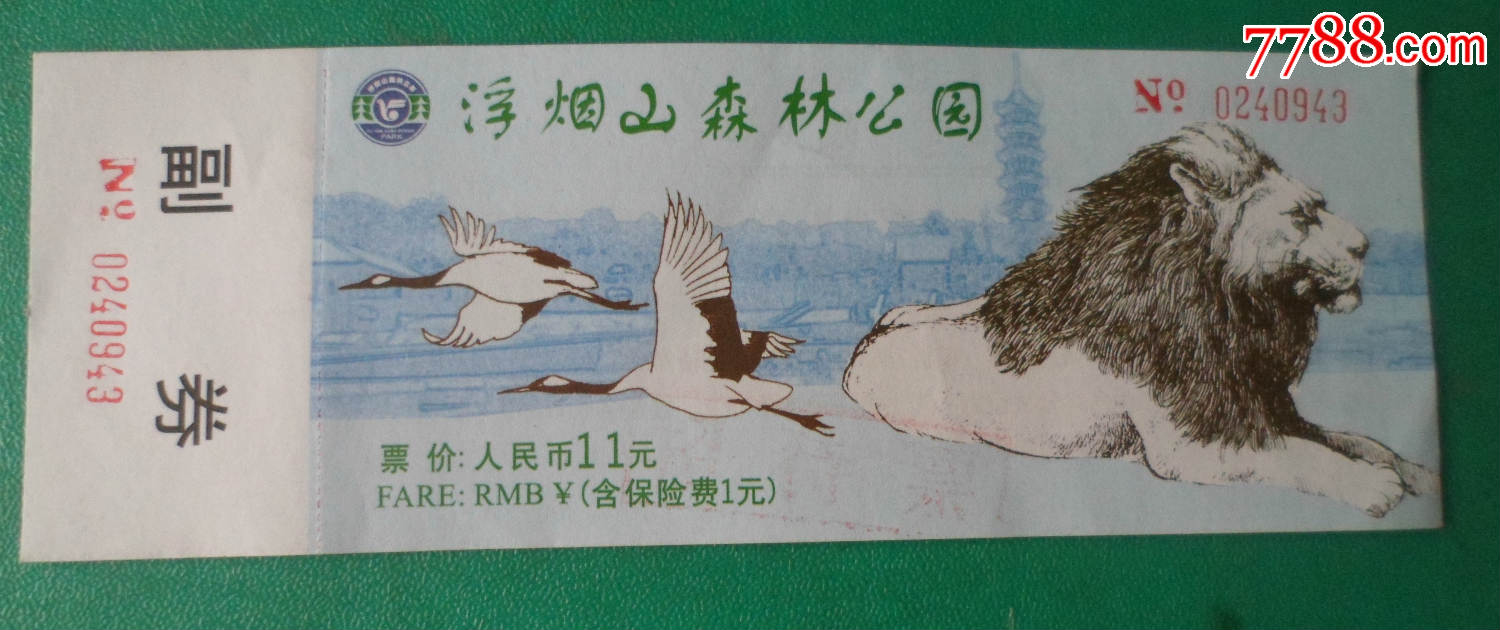 7788.com
浮烟山森林公园
No 0240943
副券
No 0240943
PARK
票 价: 人民币11元
FARE: RMB ¥ (含保险费1元)